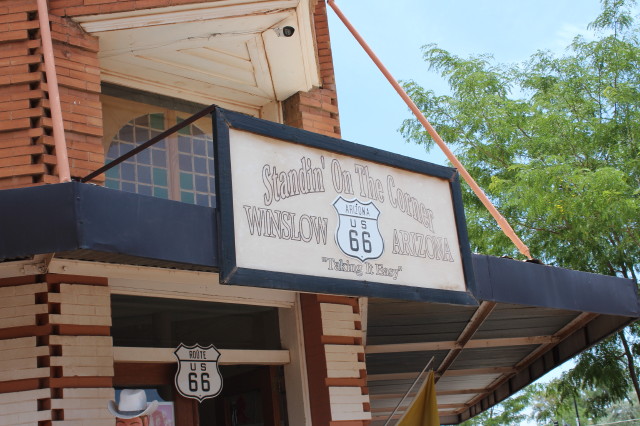 Standin' On The Corner
WINSLOW ARIZONA
ARIZONA
US
66
"Taking It Easy"
ROUTE
US
66